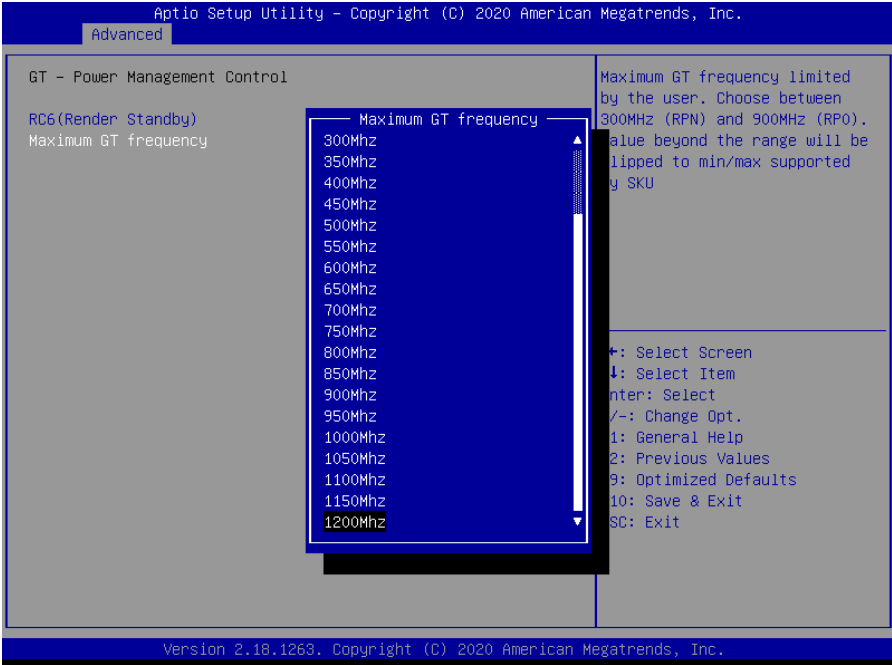 Aptio Setup Utility – Copyright (C) 2020 American Megatrends, Inc.
Advanced
GT – Power Management Control
RC6(Render Standby)
Maximum GT frequency
Maximum GT frequency
300Mhz
350Mhz
400Mhz
450Mhz
500Mhz
550Mhz
600Mhz
650Mhz
700Mhz
750Mhz
800Mhz
850Mhz
900Mhz
950Mhz
1000Mhz
1050Mhz
1100Mhz
1150Mhz
1200Mhz
Maximum GT frequency limited
by the user. Choose between
300MHz (RPN) and 900MHz (RP0).
alue beyond the range will be
lipped to min/max supported
y SKU
←: Select Screen
↓: Select Item
nter: Select
/-: Change Opt.
1: General Help
2: Previous Values
9: Optimized Defaults
10: Save & Exit
SC: Exit
Version 2.18.1263. Copyright (C) 2020 American Megatrends, Inc.